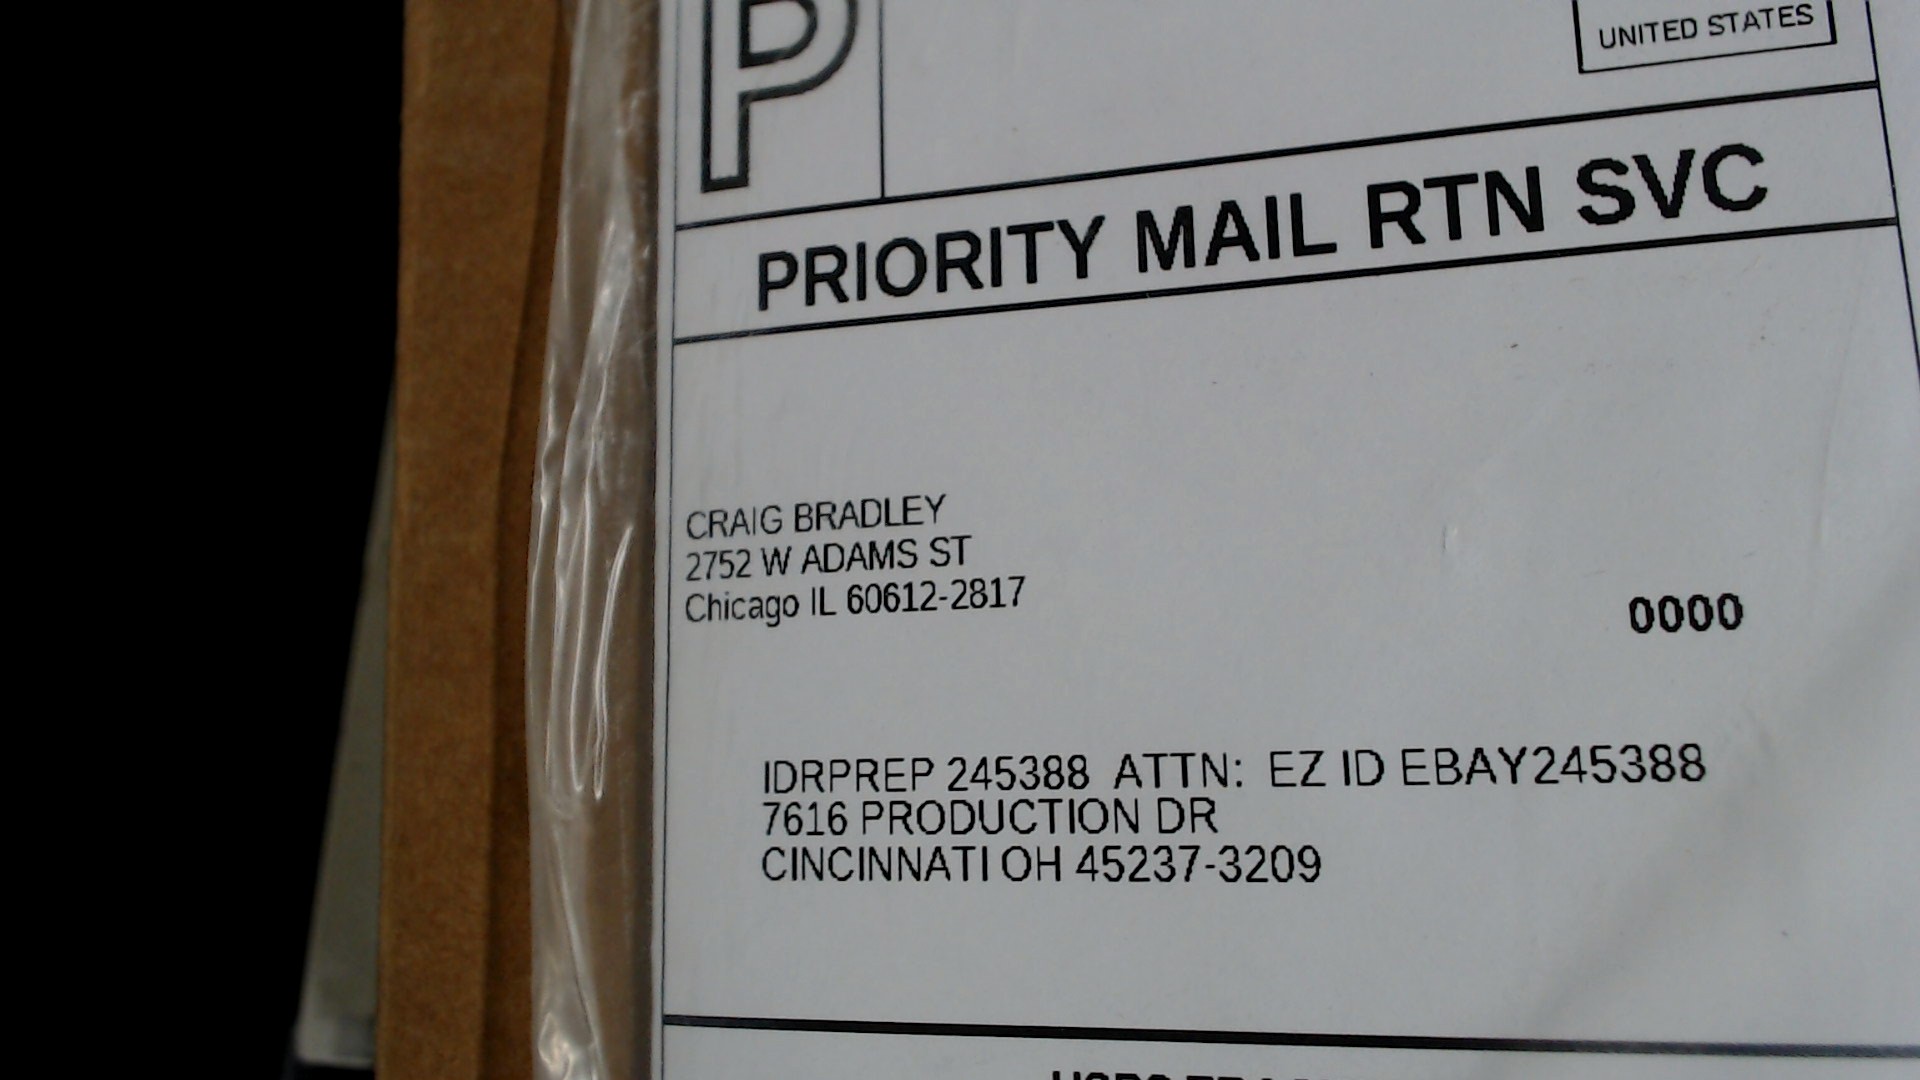 P
UNITED STATES
PRIORITY MAIL RTN SVC
CRAIG BRADLEY
2752 W ADAMS ST
Chicago IL 60612-2817
0000
IDRPREP 245388 ATTN: EZ ID EBAY245388
7616 PRODUCTION DR
CINCINNATI OH 45237-3209